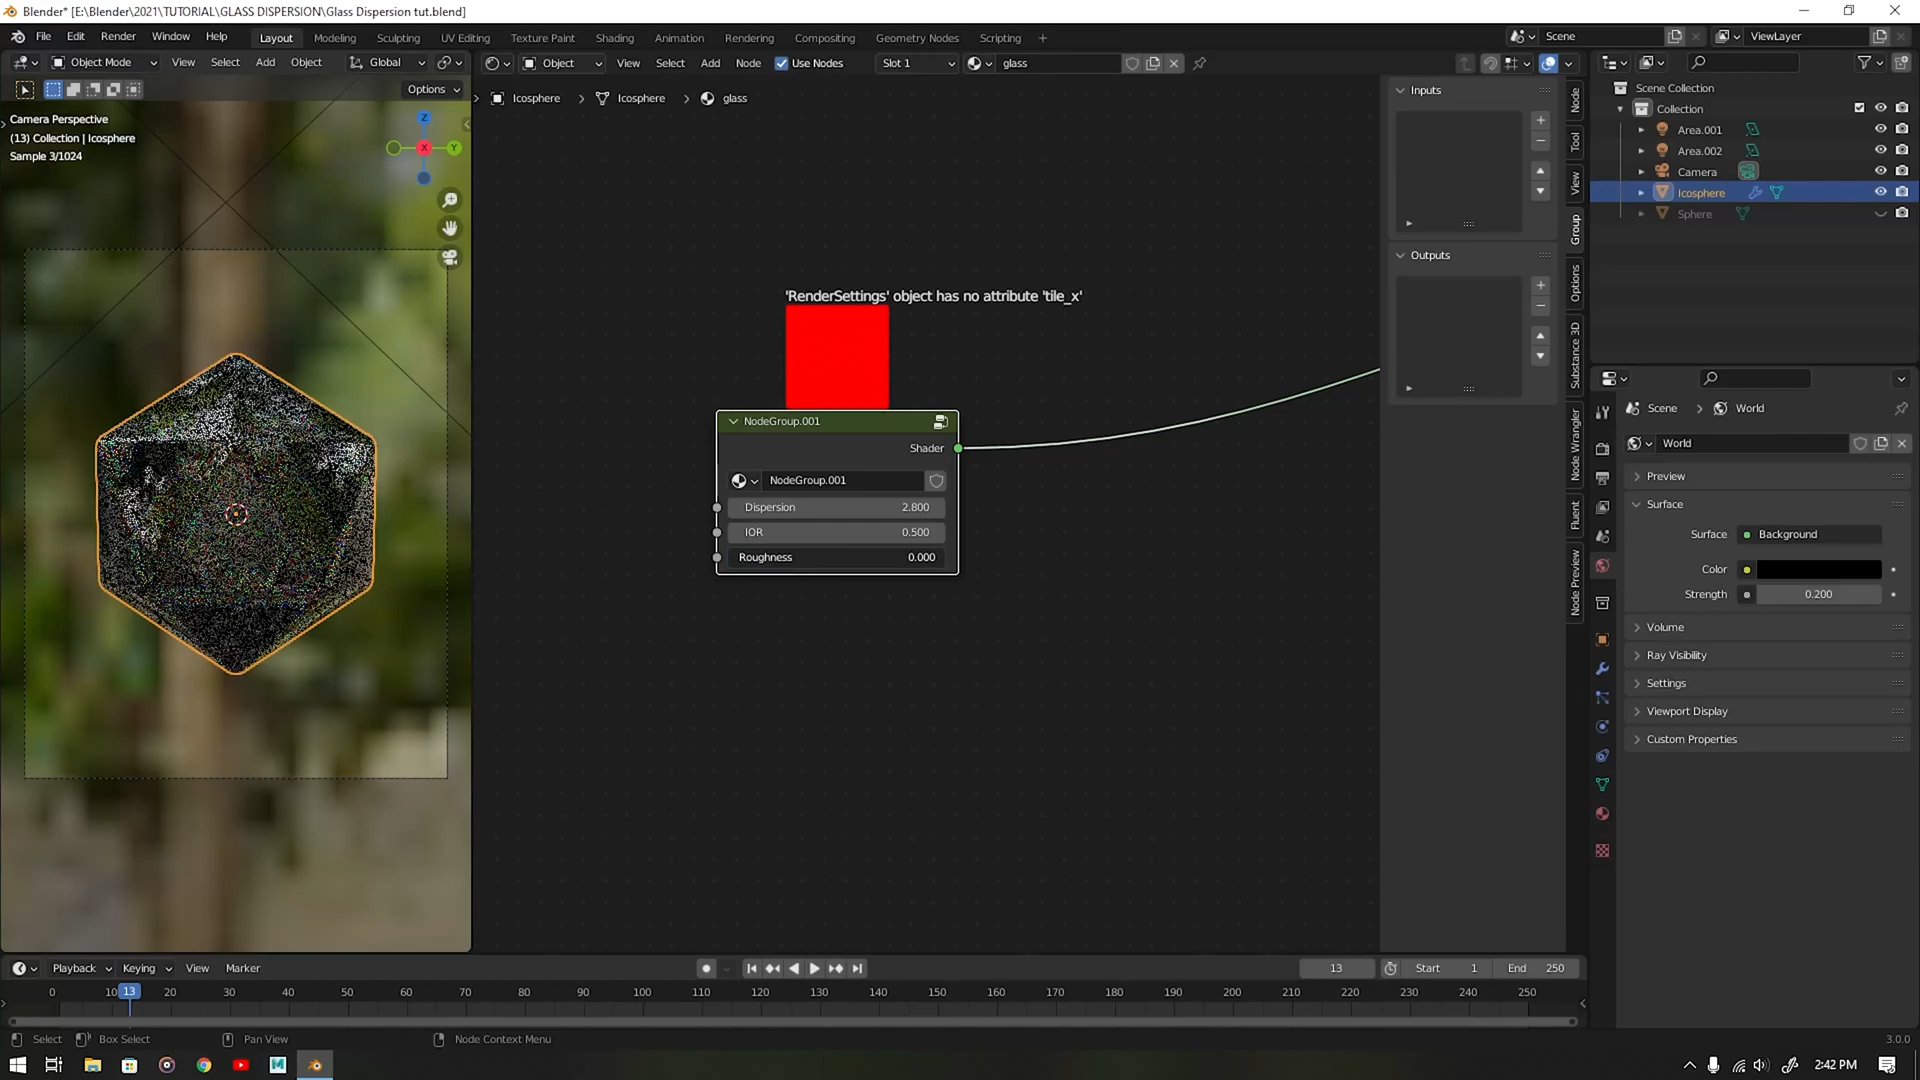 Blender* [E:\Blender\2021\TUTORIAL\GLASS DISPERSION\Glass Dispersion tut.blend]
File Edit Render Window Help Layout Modeling Sculpting UV Editing Texture Paint Shading Animation Rendering Compositing Geometry Nodes Scripting + Scene ViewLayer
Object Mode View Select Add Object Global Object View Select Add Node Use Nodes Slot 1 glass
Options
Icosphere > Icosphere > glass
Camera Perspective
(13) Collection | Icosphere
Sample 3/1024
Z
X
Y
Inputs
Outputs
Node
Tool
View
Group
Options
Substance 3D
Node Wrangler
Fluent
Node Preview
'RenderSettings' object has no attribute 'tile_x'
NodeGroup.001
Shader
NodeGroup.001
Dispersion 2.800
IOR 0.500
Roughness 0.000
Scene Collection
Collection
Area.001
Area.002
Camera
Icosphere
Sphere
Scene > World
World
Preview
Surface
Surface Background
Color
Strength 0.200
Volume
Ray Visibility
Settings
Viewport Display
Custom Properties
Playback Keying View Marker 13 Start 1 End 250
0 10 13 20 30 40 50 60 70 80 90 100 110 120 130 140 150 160 170 180 190 200 210 220 230 240 250
Select Box Select Pan View Node Context Menu 3.0.0
2:42 PM